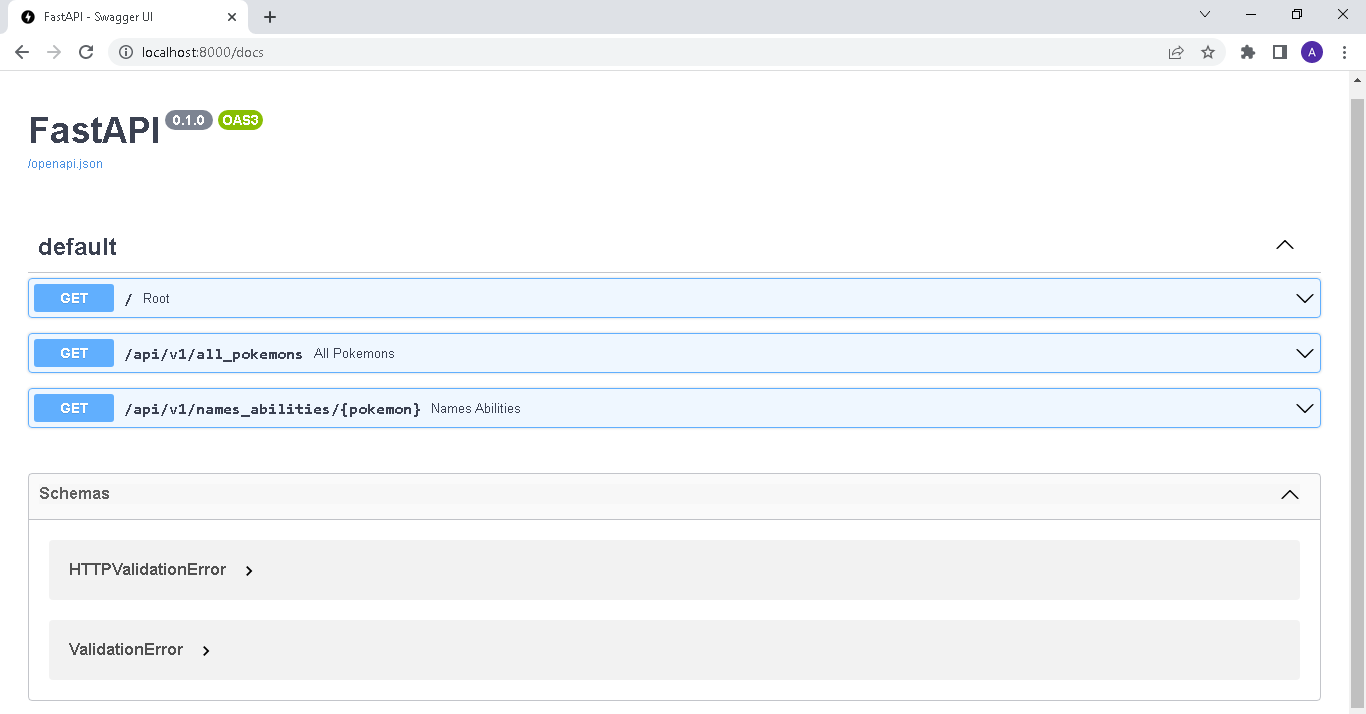 FastAPI - Swagger UI
localhost:8000/docs
A
FastAPI 0.1.0 OAS3
/openapi.json
default
GET / Root
GET /api/v1/all_pokemons All Pokemons
GET /api/v1/names_abilities/{pokemon} Names Abilities
Schemas
HTTPValidationError
ValidationError